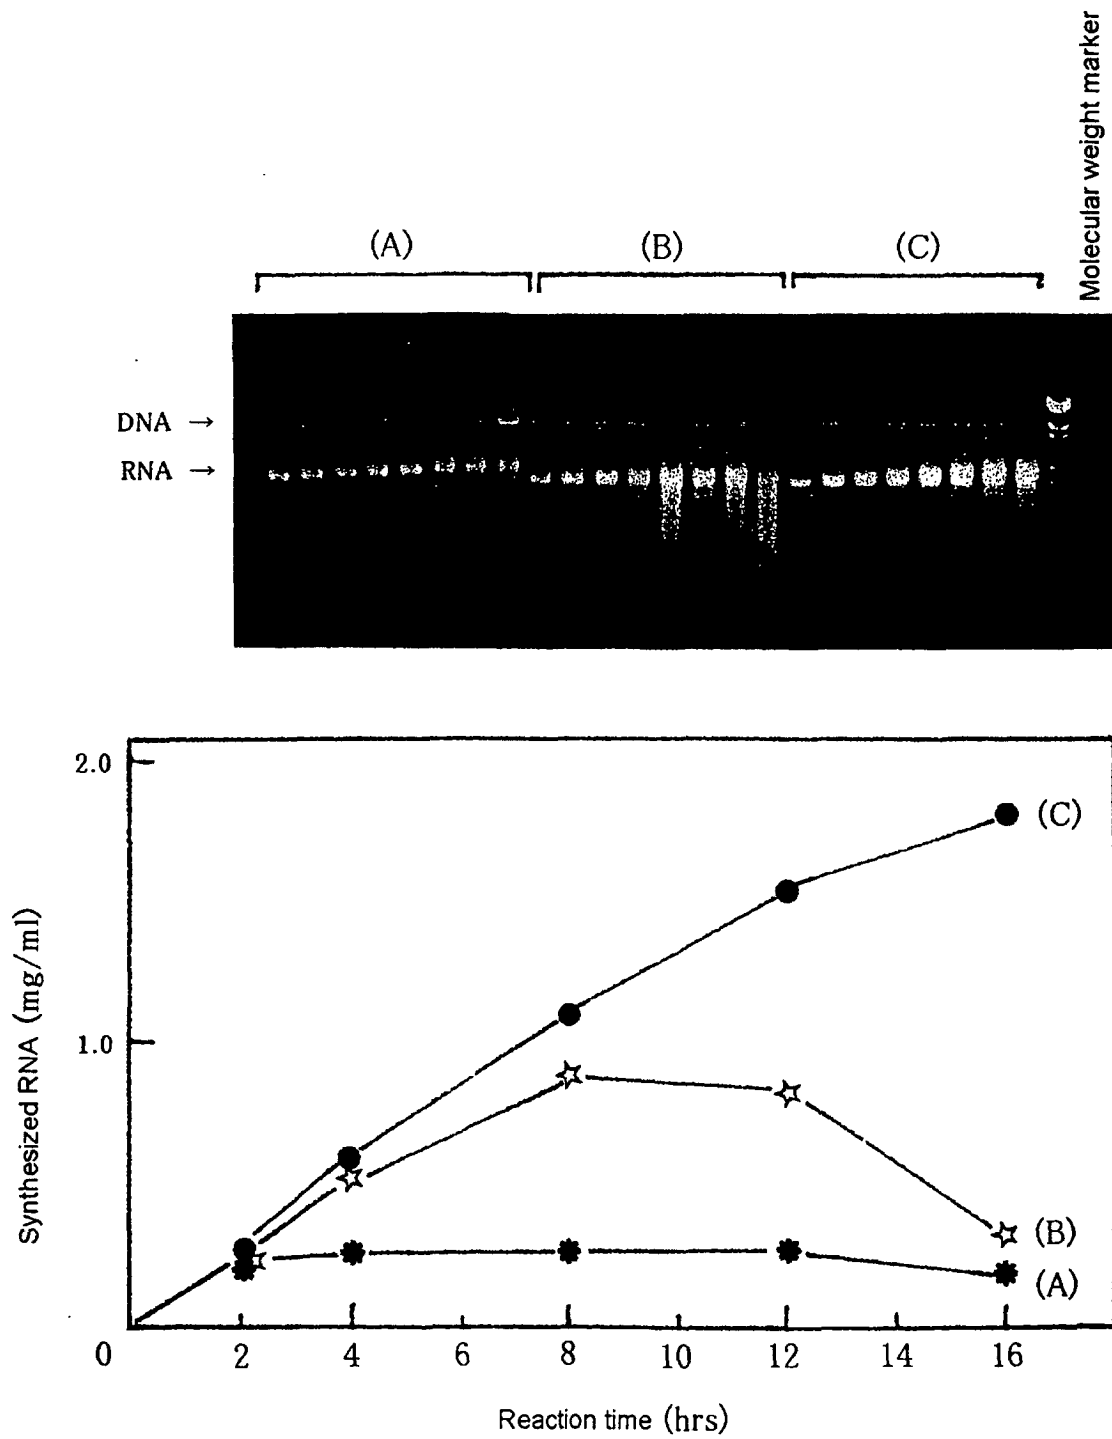 Molecular weight marker
(A) (B) (C)
DNA →
RNA →
2.0
1.0
Synthesized RNA (mg/ml)
(C)
(B)
(A)
0 2 4 6 8 10 12 14 16
Reaction time (hrs)